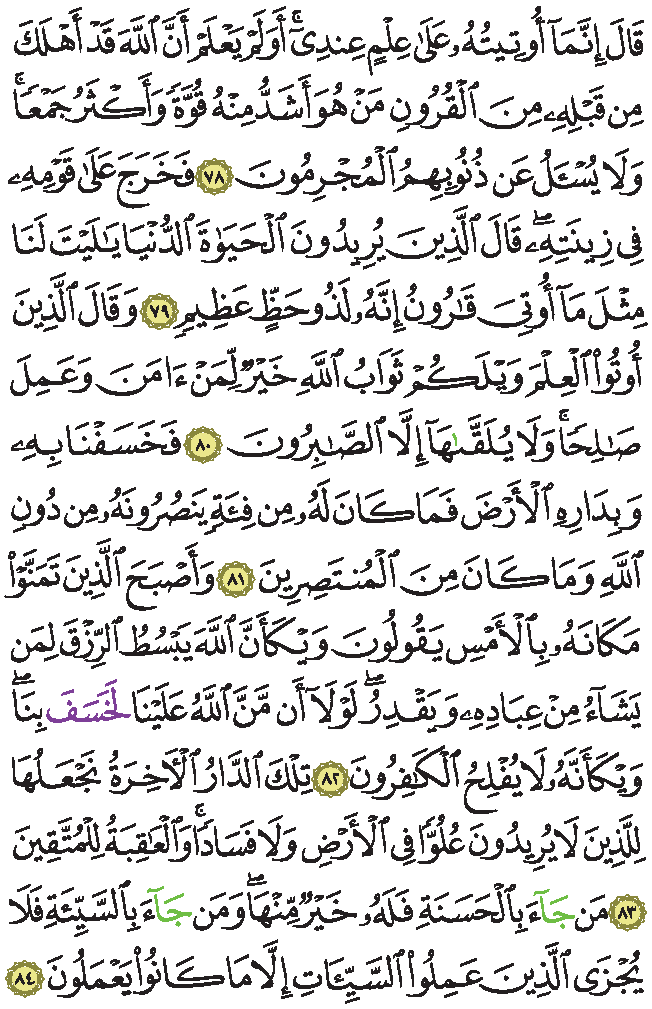 قَالَ إِنَّمَآ أُوتِيتُهُۥ عَلَىٰ عِلۡمٍ عِندِيٓۚ أَوَلَمۡ يَعۡلَمۡ أَنَّ ٱللَّهَ قَدۡ أَهۡلَكَ
مِن قَبۡلِهِۦ مِنَ ٱلۡقُرُونِ مَنۡ هُوَ أَشَدُّ مِنۡهُ قُوَّةٗ وَأَكۡثَرُ جَمۡعٗاۚ
وَلَا يُسۡـَٔلُ عَن ذُنُوبِهِمُ ٱلۡمُجۡرِمُونَ ٧٨ فَخَرَجَ عَلَىٰ قَوۡمِهِۦ
فِي زِينَتِهِۦۖ قَالَ ٱلَّذِينَ يُرِيدُونَ ٱلۡحَيَوٰةَ ٱلدُّنۡيَا يَٰلَيۡتَ لَنَا
مِثۡلَ مَآ أُوتِيَ قَٰرُونُ إِنَّهُۥ لَذُو حَظٍّ عَظِيمٖ ٧٩ وَقَالَ ٱلَّذِينَ
أُوتُواْ ٱلۡعِلۡمَ وَيۡلَكُمۡ ثَوَابُ ٱللَّهِ خَيۡرٞ لِّمَنۡ ءَامَنَ وَعَمِلَ
صَٰلِحٗاۚ وَلَا يُلَقَّىٰهَآ إِلَّا ٱلصَّٰبِرُونَ ٨٠ فَخَسَفۡنَا بِهِۦ
وَبِدَارِهِ ٱلۡأَرۡضَ فَمَا كَانَ لَهُۥ مِن فِئَةٖ يَنصُرُونَهُۥ مِن دُونِ
ٱللَّهِ وَمَا كَانَ مِنَ ٱلۡمُنتَصِرِينَ ٨١ وَأَصۡبَحَ ٱلَّذِينَ تَمَنَّوۡاْ
مَكَانَهُۥ بِٱلۡأَمۡسِ يَقُولُونَ وَيۡكَأَنَّ ٱللَّهَ يَبۡسُطُ ٱلرِّزۡقَ لِمَن
يَشَآءُ مِنۡ عِبَادِهِۦ وَيَقۡدِرُۖ لَوۡلَآ أَن مَّنَّ ٱللَّهُ عَلَيۡنَا لَخَسَفَ بِنَاۖ
وَيۡكَأَنَّهُۥ لَا يُفۡلِحُ ٱلۡكَٰفِرُونَ ٨٢ تِلۡكَ ٱلدَّارُ ٱلۡأٓخِرَةُ نَجۡعَلُهَا
لِلَّذِينَ لَا يُرِيدُونَ عُلُوّٗا فِي ٱلۡأَرۡضِ وَلَا فَسَادٗاۚ وَٱلۡعَٰقِبَةُ لِلۡمُتَّقِينَ
٨٣ مَن جَآءَ بِٱلۡحَسَنَةِ فَلَهُۥ خَيۡرٞ مِّنۡهَاۖ وَمَن جَآءَ بِٱلسَّيِّئَةِ فَلَا
يُجۡزَى ٱلَّذِينَ عَمِلُواْ ٱلسَّيِّـَٔاتِ إِلَّا مَا كَانُواْ يَعۡمَلُونَ ٨٤